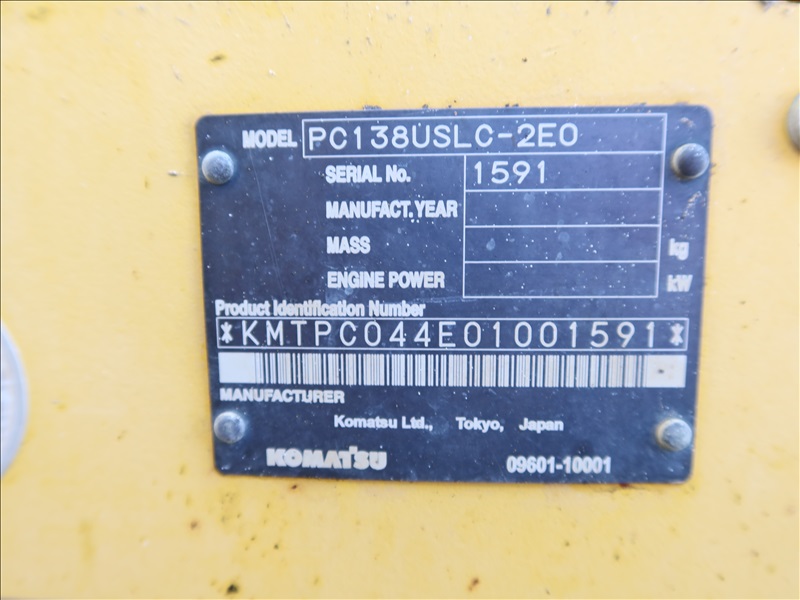 MODEL PC138USLC-2E0
SERIAL No. 1591
MANUFACT.YEAR
MASS kg
ENGINE POWER kW
Product Identification Number
*KMTPC044E01001591*
MANUFACTURER
Komatsu Ltd., Tokyo, Japan
KOMATSU 09601-10001